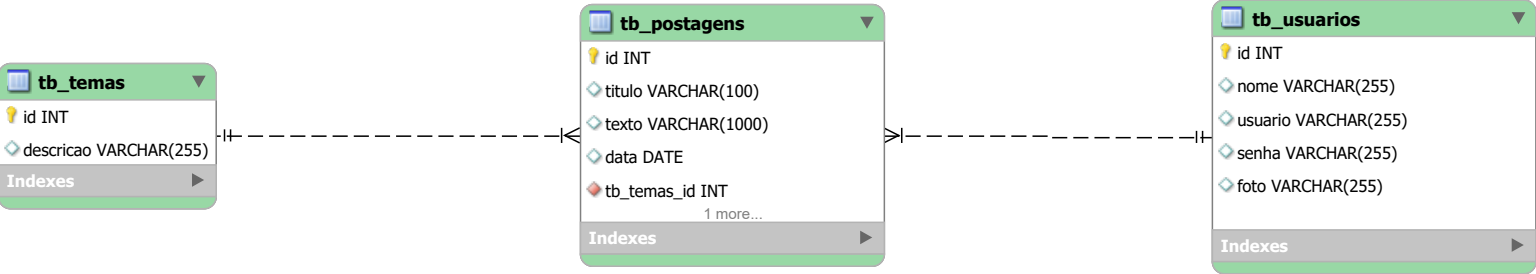 tb_temas
id INT
descricao VARCHAR(255)
Indexes
tb_postagens
id INT
titulo VARCHAR(100)
texto VARCHAR(1000)
data DATE
tb_temas_id INT
1 more...
Indexes
tb_usuarios
id INT
nome VARCHAR(255)
usuario VARCHAR(255)
senha VARCHAR(255)
foto VARCHAR(255)
Indexes